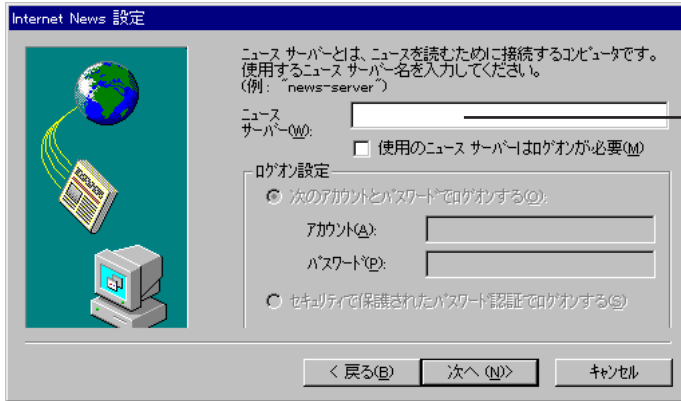 Internet News 設定
ニュース サーバーとは、ニュースを読むために接続するコンピュータです。
使用するニュース サーバー名を入力してください。
(例: "news-server")
ニュース
サーバー(W):
使用のニュース サーバーはログオンが必要(M)
ログオン設定
次のアカウントとパスワードでログオンする(O):
アカウント(A):
パスワード(P):
セキュリティで保護されたパスワード認証でログオンする(S)
< 戻る(B)
次へ (N)>
キャンセル